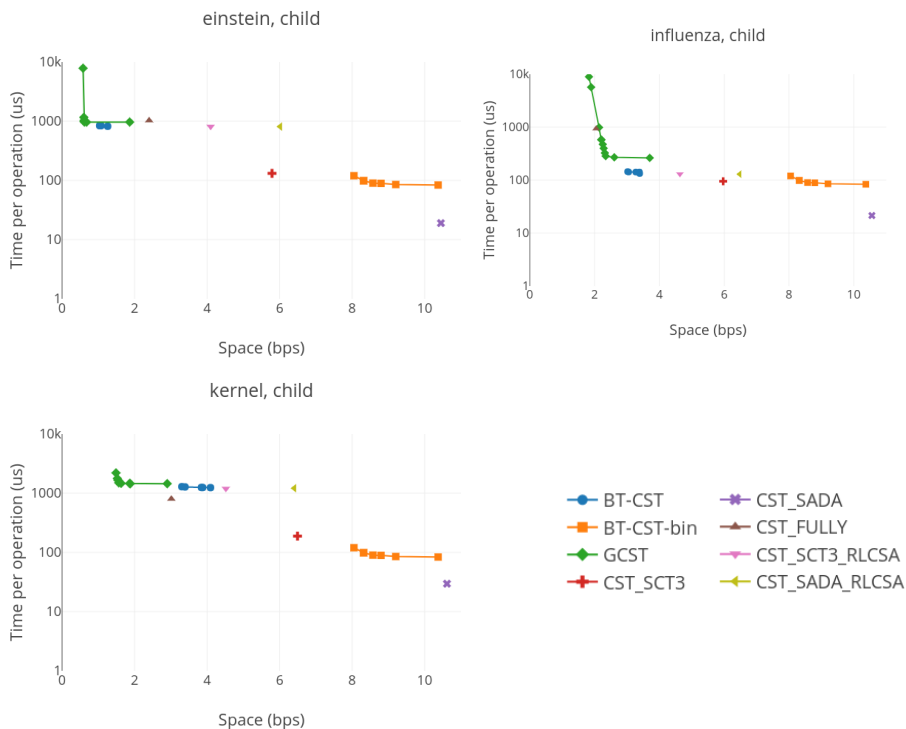 einstein, child
Time per operation (us)
10k
1000
100
10
1
0 2 4 6 8 10
Space (bps)
influenza, child
Time per operation (us)
10k
1000
100
10
1
0 2 4 6 8 10
Space (bps)
kernel, child
Time per operation (us)
10k
1000
100
10
1
0 2 4 6 8 10
Space (bps)
BT-CST
BT-CST-bin
GCST
CST_SCT3
CST_SADA
CST_FULLY
CST_SCT3_RLCSA
CST_SADA_RLCSA